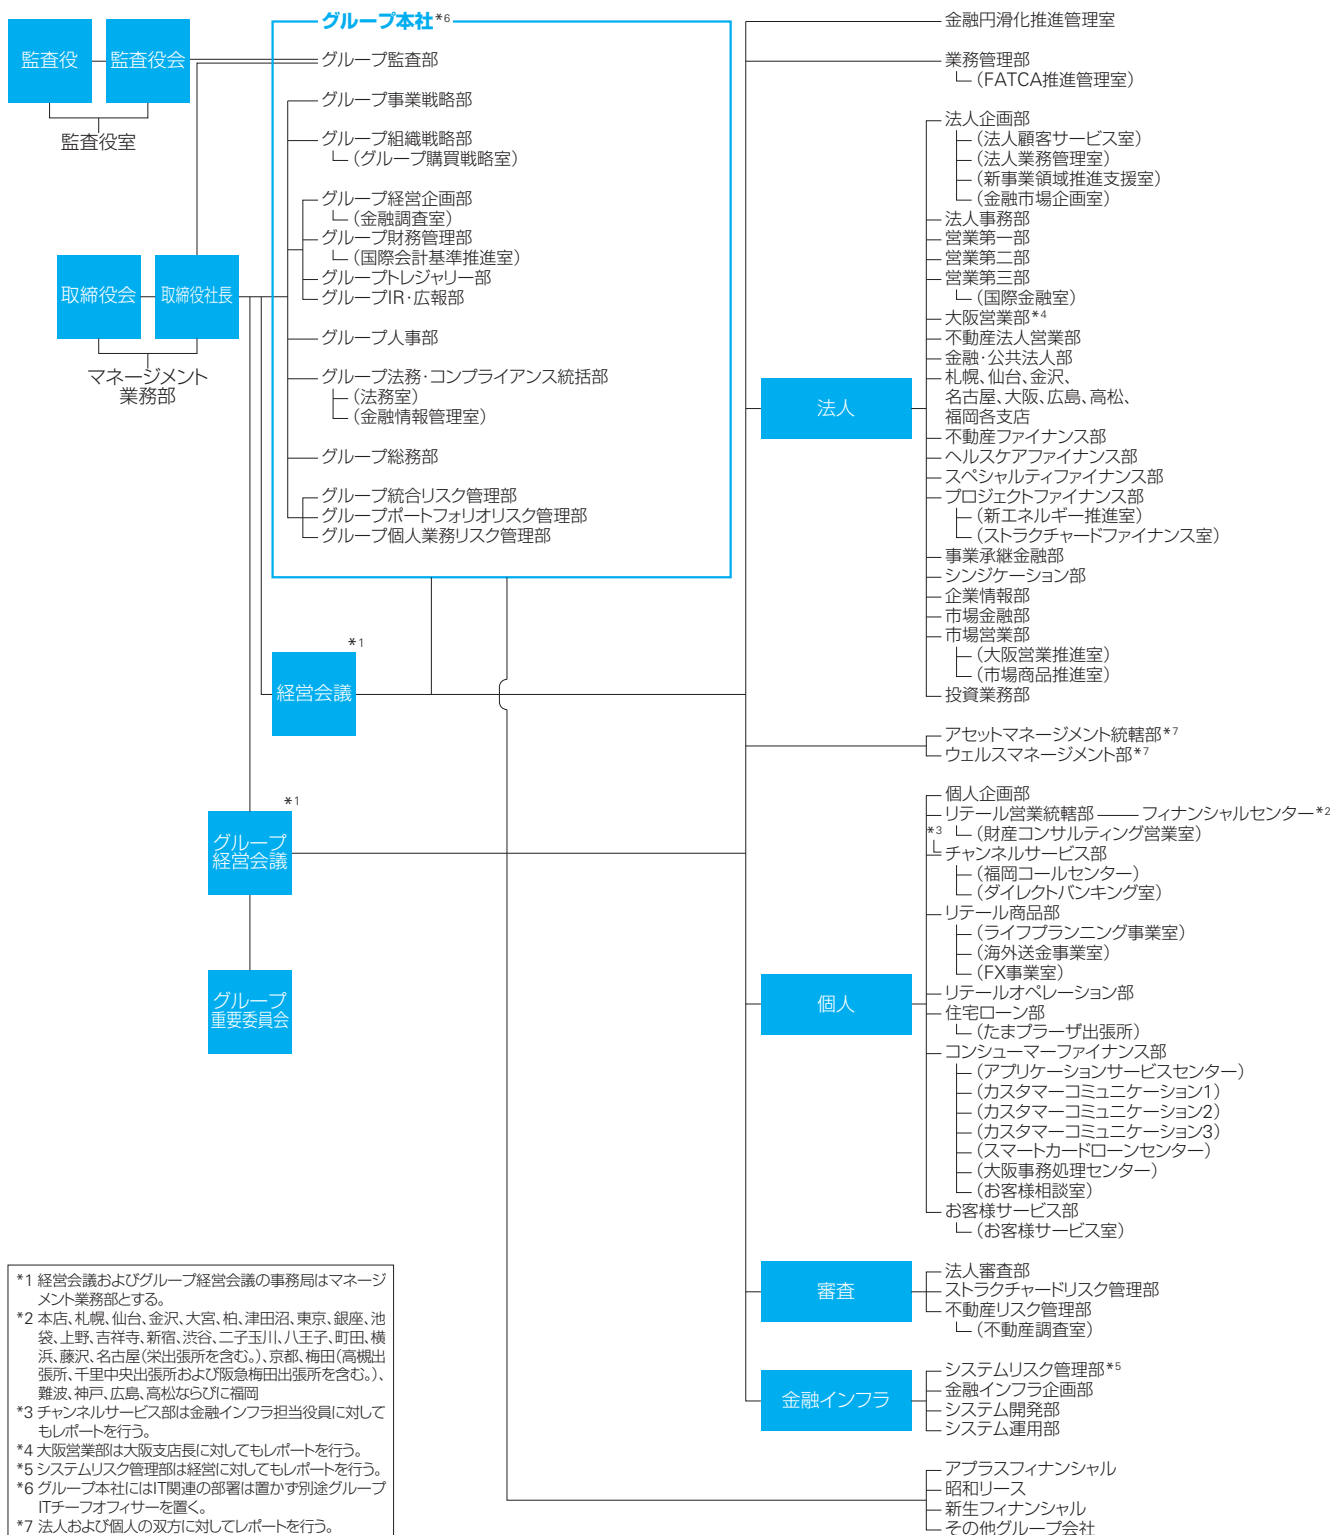 監査役
監査役会
監査役室
取締役会
取締役社長
マネージメント
業務部
グループ本社*6
グループ監査部
グループ事業戦略部
グループ組織戦略部
(グループ購買戦略室)
グループ経営企画部
(金融調査室)
グループ財務管理部
(国際会計基準推進室)
グループトレジャリー部
グループIR・広報部
グループ人事部
グループ法務・コンプライアンス統括部
(法務室)
(金融情報管理室)
グループ総務部
グループ統合リスク管理部
グループポートフォリオリスク管理部
グループ個人業務リスク管理部
*1
経営会議
*1
グループ
経営会議
グループ
重要委員会
金融円滑化推進管理室
業務管理部
(FATCA推進管理室)
法人
法人企画部
(法人顧客サービス室)
(法人業務管理室)
(新事業領域推進支援室)
(金融市場企画室)
法人事務部
営業第一部
営業第二部
営業第三部
(国際金融室)
大阪営業部*4
不動産法人営業部
金融・公共法人部
札幌、仙台、金沢、
名古屋、大阪、広島、高松、
福岡各支店
不動産ファイナンス部
ヘルスケアファイナンス部
スペシャルティファイナンス部
プロジェクトファイナンス部
(新エネルギー推進室)
(ストラクチャードファイナンス室)
事業承継金融部
シンジケーション部
企業情報部
市場金融部
市場営業部
(大阪営業推進室)
(市場商品推進室)
投資業務部
アセットマネージメント統轄部*7
ウェルスマネージメント部*7
個人
個人企画部
リテール営業統轄部 フィナンシャルセンター*2
*3 (財産コンサルティング営業室)
チャンネルサービス部
(福岡コールセンター)
(ダイレクトバンキング室)
リテール商品部
(ライフプランニング事業室)
(海外送金事業室)
(FX事業室)
リテールオペレーション部
住宅ローン部
(たまプラーザ出張所)
コンシューマーファイナンス部
(アプリケーションサービスセンター)
(カスタマーコミュニケーション1)
(カスタマーコミュニケーション2)
(カスタマーコミュニケーション3)
(スマートカードローンセンター)
(大阪事務処理センター)
(お客様相談室)
お客様サービス部
(お客様サービス室)
審査
法人審査部
ストラクチャードリスク管理部
不動産リスク管理部
(不動産調査室)
金融インフラ
システムリスク管理部*5
金融インフラ企画部
システム開発部
システム運用部
アプラスフィナンシャル
昭和リース
新生フィナンシャル
その他グループ会社
*1 経営会議およびグループ経営会議の事務局はマネージ
メント業務部とする。
*2 本店、札幌、仙台、金沢、大宮、柏、津田沼、東京、銀座、池
袋、上野、吉祥寺、新宿、渋谷、二子玉川、八王子、町田、横
浜、藤沢、名古屋(栄出張所を含む。)、京都、梅田(高槻出
張所、千里中央出張所および阪急梅田出張所を含む。)、
難波、神戸、広島、高松ならびに福岡
*3 チャンネルサービス部は金融インフラ担当役員に対して
もレポートを行う。
*4 大阪営業部は大阪支店長に対してもレポートを行う。
*5 システムリスク管理部は経営に対してもレポートを行う。
*6 グループ本社にはIT関連の部署は置かず別途グループ
ITチーフオフィサーを置く。
*7 法人および個人の双方に対してレポートを行う。